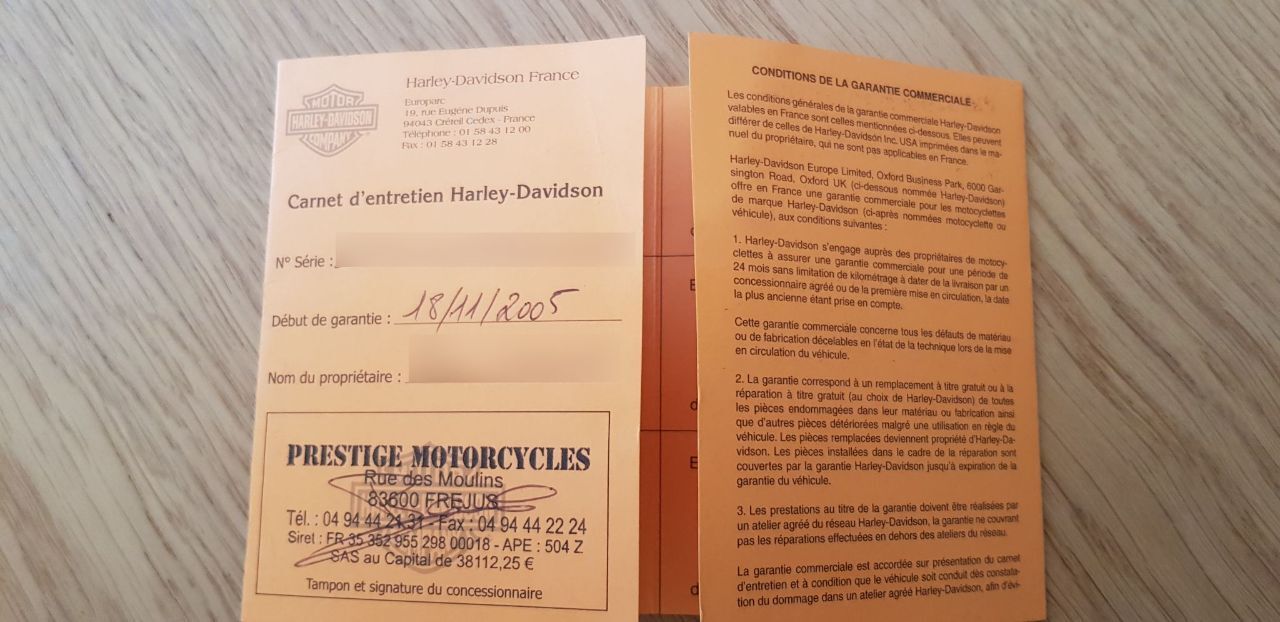 MOTOR
HARLEY-DAVIDSON
COMPANY
Harley-Davidson France
Europarc
19, rue Eugène Dupuis
94043 Créteil Cedex - France
Téléphone : 01 58 43 12 00
Fax : 01 58 43 12 28
Carnet d'entretien Harley-Davidson
N° Série :
Début de garantie : 18/11/2005
Nom du propriétaire :
PRESTIGE MOTORCYCLES
Rue des Moulins
83600 FREJUS
Tél. : 04 94 44 21 31 - Fax : 04 94 44 22 24
Siret : FR 35 352 955 298 00018 - APE : 504 Z
SAS au Capital de 38112,25 €
Tampon et signature du concessionnaire
E
d
E
d
CONDITIONS DE LA GARANTIE COMMERCIALE
Les conditions générales de la garantie commerciale Harley-Davidson
valables en France sont celles mentionnées ci-dessous. Elles peuvent
différer de celles de Harley-Davidson Inc. USA imprimées dans le ma-
nuel du propriétaire, qui ne sont pas applicables en France.
Harley-Davidson Europe Limited, Oxford Business Park, 6000 Gar-
sington Road, Oxford UK (ci-dessous nommée Harley-Davidson)
offre en France une garantie commerciale pour les motocyclettes
de marque Harley-Davidson (ci-après nommées motocyclette ou
véhicule), aux conditions suivantes :
1. Harley-Davidson s'engage auprès des propriétaires de motocy-
clettes à assurer une garantie commerciale pour une période de
24 mois sans limitation de kilométrage à dater de la livraison par un
concessionnaire agréé ou de la première mise en circulation, la date
la plus ancienne étant prise en compte.
Cette garantie commerciale concerne tous les défauts de matériau
ou de fabrication décelables en l'état de la technique lors de la mise
en circulation du véhicule.
2. La garantie correspond à un remplacement à titre gratuit ou à la
réparation à titre gratuit (au choix de Harley-Davidson) de toutes
les pièces endommagées dans leur matériau ou fabrication ainsi
que d'autres pièces détériorées malgré une utilisation en règle du
véhicule. Les pièces remplacées deviennent propriété d'Harley-Da-
vidson. Les pièces installées dans le cadre de la réparation sont
couvertes par la garantie Harley-Davidson jusqu'à expiration de la
garantie du véhicule.
3. Les prestations au titre de la garantie doivent être réalisées par
un atelier agréé du réseau Harley-Davidson, la garantie ne couvrant
pas les réparations effectuées en dehors des ateliers du réseau.
La garantie commerciale est accordée sur présentation du carnet
d'entretien et à condition que le véhicule soit conduit dès constata-
tion du dommage dans un atelier agréé Harley-Davidson, afin d'évi-